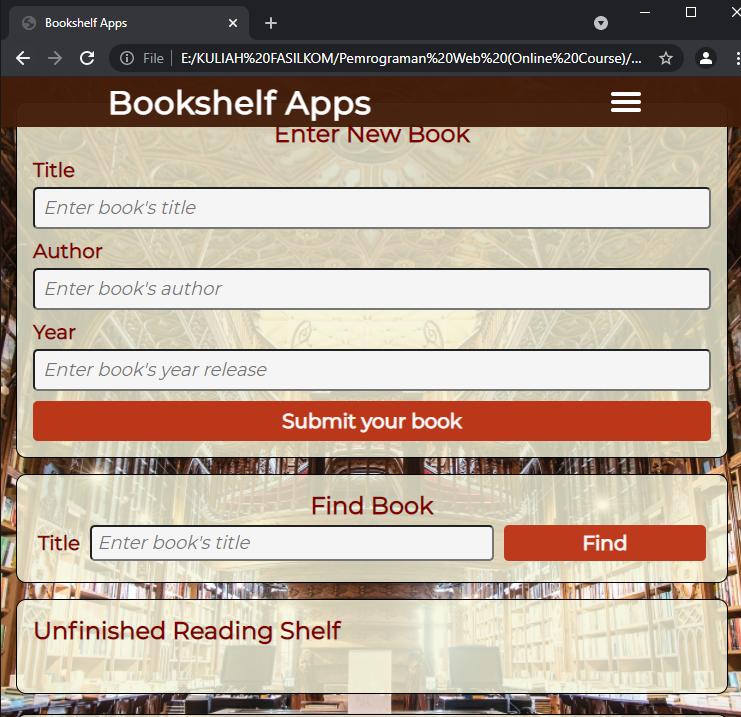 Bookshelf Apps
File | E:/KULIAH%20FASILKOM/Pemrograman%20Web%20(Online%20Course)/...
Bookshelf Apps
Enter New Book
Title
Enter book's title
Author
Enter book's author
Year
Enter book's year release
Submit your book
Find Book
Title Enter book's title Find
Unfinished Reading Shelf